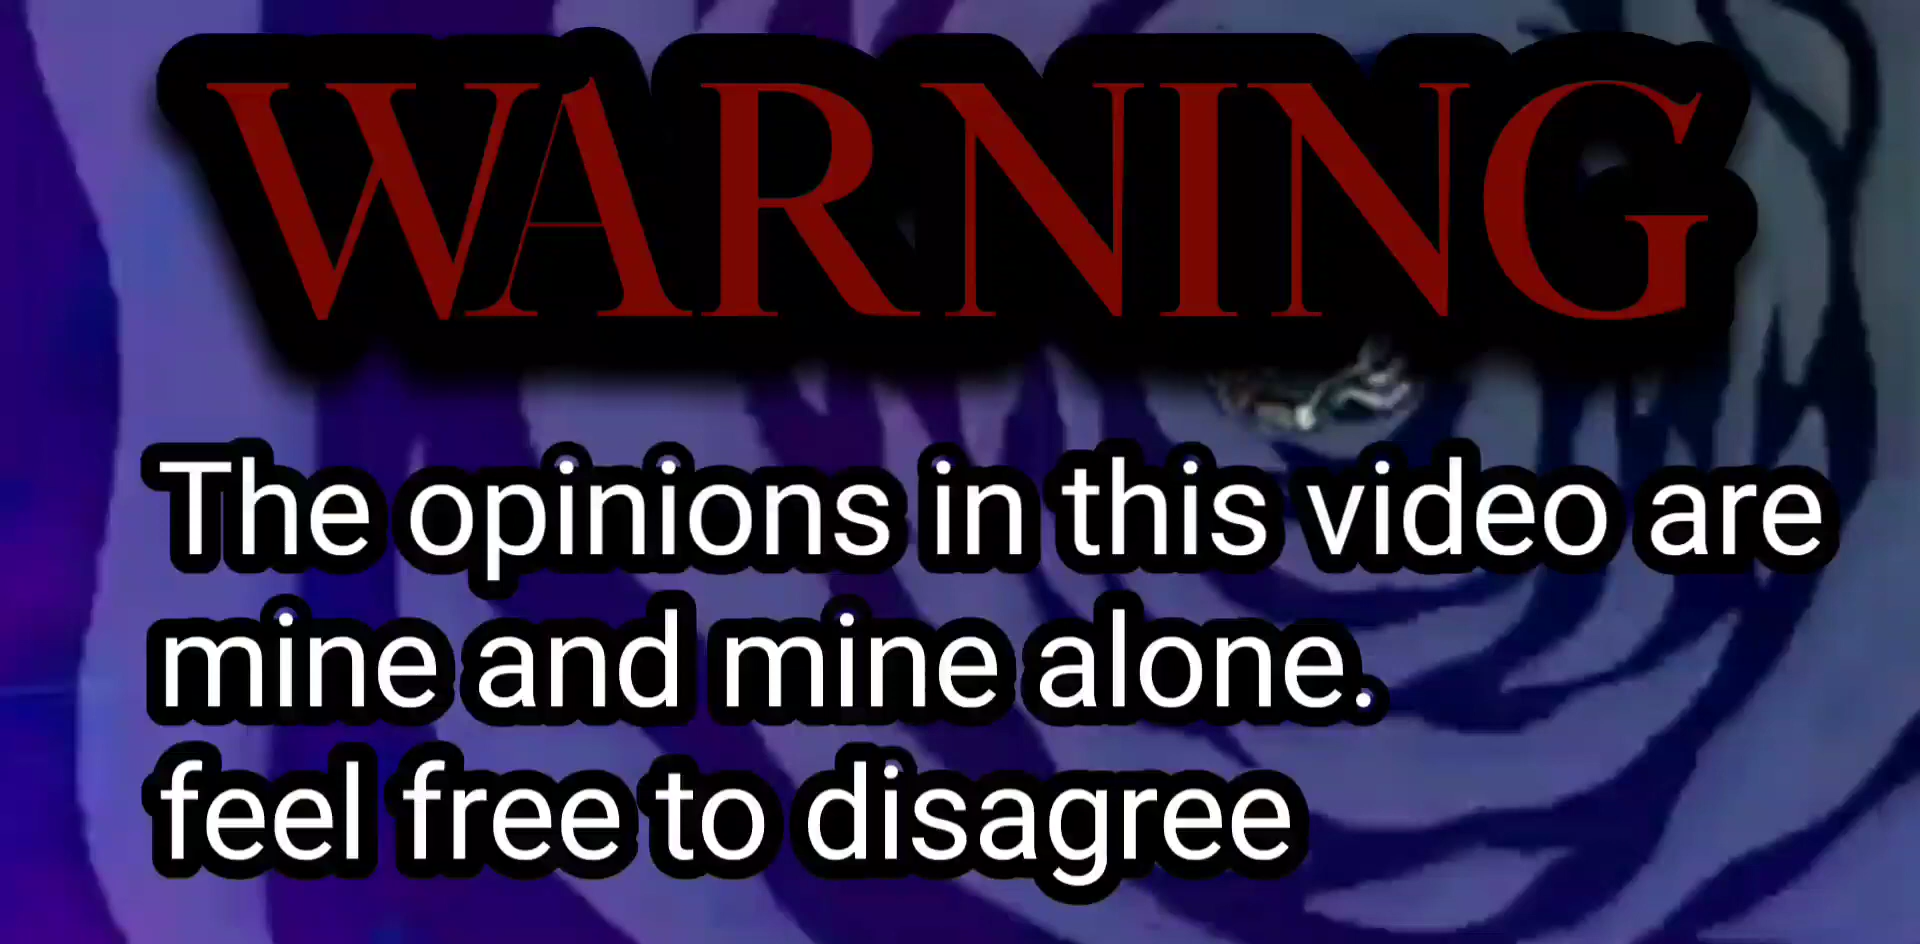 WARNING
The opinions in this video are
mine and mine alone.
feel free to disagree